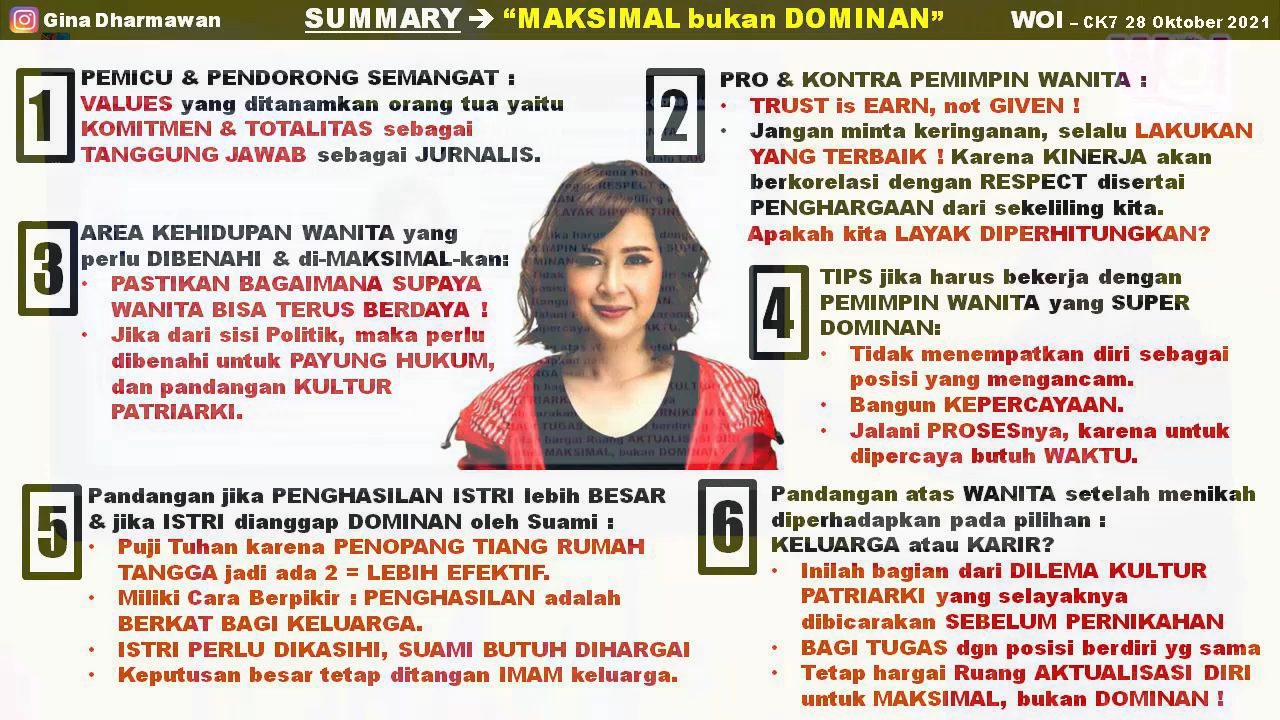 Gina Dharmawan
SUMMARY → “MAKSIMAL bukan DOMINAN”
WOI – CK7 28 Oktober 2021
1
PEMICU & PENDORONG SEMANGAT :
VALUES yang ditanamkan orang tua yaitu
KOMITMEN & TOTALITAS sebagai
TANGGUNG JAWAB sebagai JURNALIS.
2
PRO & KONTRA PEMIMPIN WANITA :
• TRUST is EARN, not GIVEN !
• Jangan minta keringanan, selalu LAKUKAN
YANG TERBAIK ! Karena KINERJA akan
berkorelasi dengan RESPECT disertai
PENGHARGAAN dari sekeliling kita.
Apakah kita LAYAK DIPERHITUNGKAN?
3
AREA KEHIDUPAN WANITA yang
perlu DIBENAHI & di-MAKSIMAL-kan:
• PASTIKAN BAGAIMANA SUPAYA
WANITA BISA TERUS BERDAYA !
• Jika dari sisi Politik, maka perlu
dibenahi untuk PAYUNG HUKUM,
dan pandangan KULTUR
PATRIARKI.
4
TIPS jika harus bekerja dengan
PEMIMPIN WANITA yang SUPER
DOMINAN:
• Tidak menempatkan diri sebagai
posisi yang mengancam.
• Bangun KEPERCAYAAN.
• Jalani PROSESnya, karena untuk
dipercaya butuh WAKTU.
5
Pandangan jika PENGHASILAN ISTRI lebih BESAR
& jika ISTRI dianggap DOMINAN oleh Suami :
• Puji Tuhan karena PENOPANG TIANG RUMAH
TANGGA jadi ada 2 = LEBIH EFEKTIF.
• Miliki Cara Berpikir : PENGHASILAN adalah
BERKAT BAGI KELUARGA.
• ISTRI PERLU DIKASIHI, SUAMI BUTUH DIHARGAI
• Keputusan besar tetap ditangan IMAM keluarga.
6
Pandangan atas WANITA setelah menikah
diperhadapkan pada pilihan :
KELUARGA atau KARIR?
• Inilah bagian dari DILEMA KULTUR
PATRIARKI yang selayaknya
dibicarakan SEBELUM PERNIKAHAN
• BAGI TUGAS dgn posisi berdiri yg sama
• Tetap hargai Ruang AKTUALISASI DIRI
untuk MAKSIMAL, bukan DOMINAN !